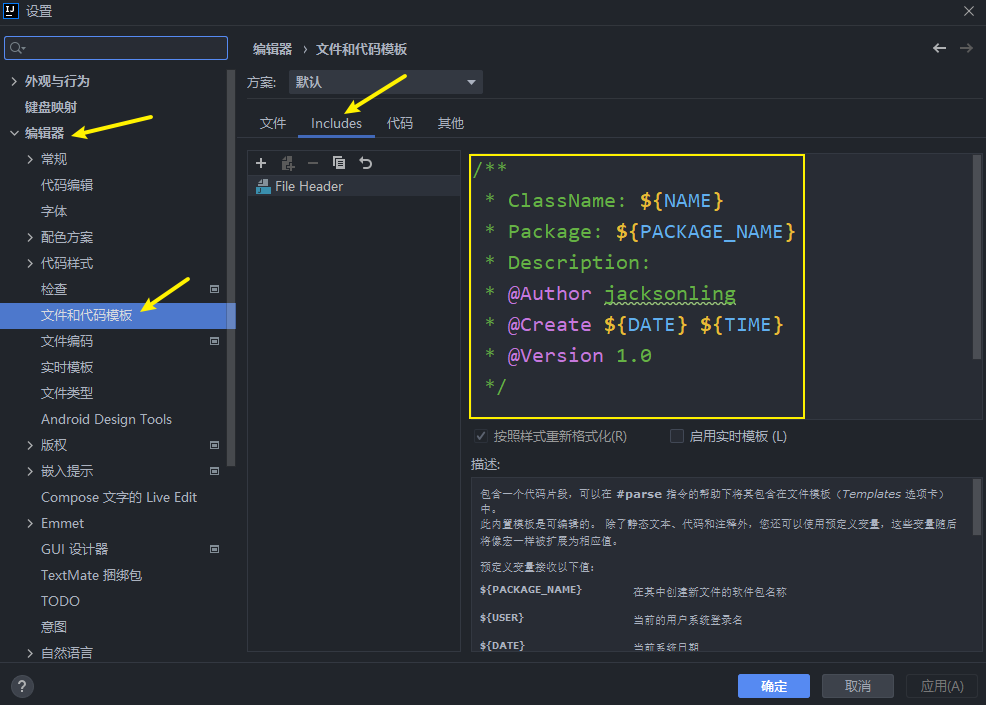 设置
编辑器 › 文件和代码模板
方案: 默认
外观与行为
键盘映射
编辑器
常规
代码编辑
字体
配色方案
代码样式
检查
文件和代码模板
文件编码
实时模板
文件类型
Android Design Tools
版权
嵌入提示
Compose 文字的 Live Edit
Emmet
GUI 设计器
TextMate 捆绑包
TODO
意图
自然语言
文件 Includes 代码 其他
File Header
/**
* ClassName: ${NAME}
* Package: ${PACKAGE_NAME}
* Description:
* @Author jacksonling
* @Create ${DATE} ${TIME}
* @Version 1.0
*/
按照样式重新格式化(R) 启用实时模板 (L)
描述:
包含一个代码片段，可以在 #parse 指令的帮助下将其包含在文件模板（Templates 选项卡）
中。
此内置模板是可编辑的。 除了静态文本、代码和注释外，您还可以使用预定义变量，这些变量随后
将像宏一样被扩展为相应值。
预定义变量接收以下值:
${PACKAGE_NAME} 在其中创建新文件的软件包名称
${USER} 当前的用户系统登录名
${DATE} 当前系统日期
? 确定 取消 应用(A)